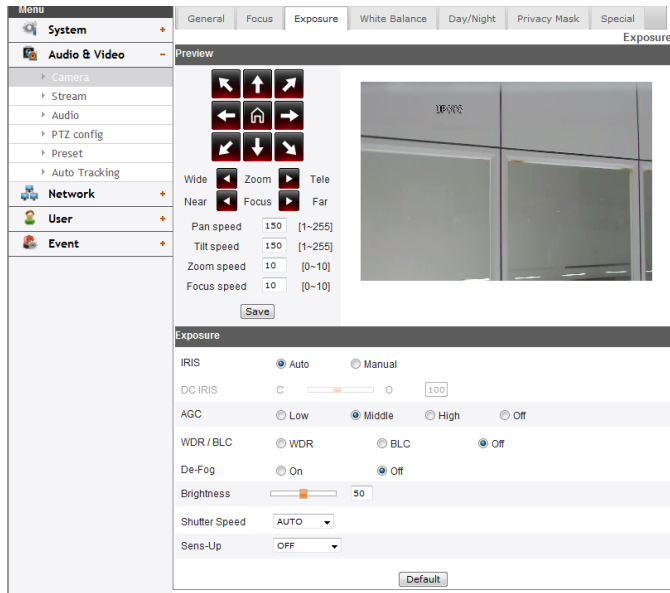 Menu
System
Audio & Video
Camera
Stream
Audio
PTZ config
Preset
Auto Tracking
Network
User
Event
General Focus Exposure White Balance Day/Night Privacy Mask Special
Exposure
Preview
Wide Zoom Tele
Near Focus Far
Pan speed 150 [1~255]
Tilt speed 150 [1~255]
Zoom speed 10 [0~10]
Focus speed 10 [0~10]
Save
Exposure
IRIS Auto Manual
DC IRIS C O 100
AGC Low Middle High Off
WDR / BLC WDR BLC Off
De-Fog On Off
Brightness 50
Shutter Speed AUTO
Sens-Up OFF
Default